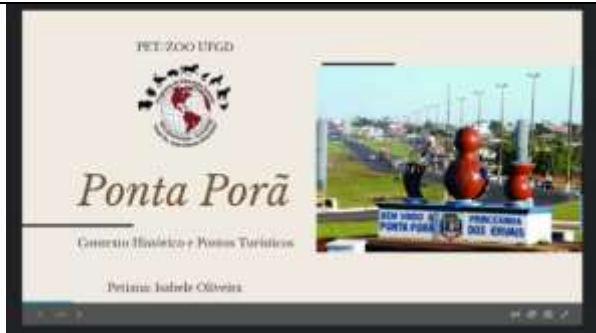 PET/ZOO UFGD
Ponta Porã
Contexto Histórico e Pontos Turísticos
Petiana: Isabele Oliveira
BEM VINDO A
PONTA PORÃ
PRINCESINHA
DOS ERVAIS